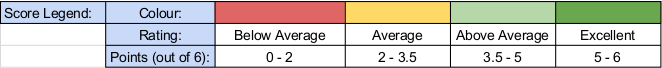 Score Legend: Colour:
Rating: Below Average Average Above Average Excellent
Points (out of 6): 0 - 2 2 - 3.5 3.5 - 5 5 - 6